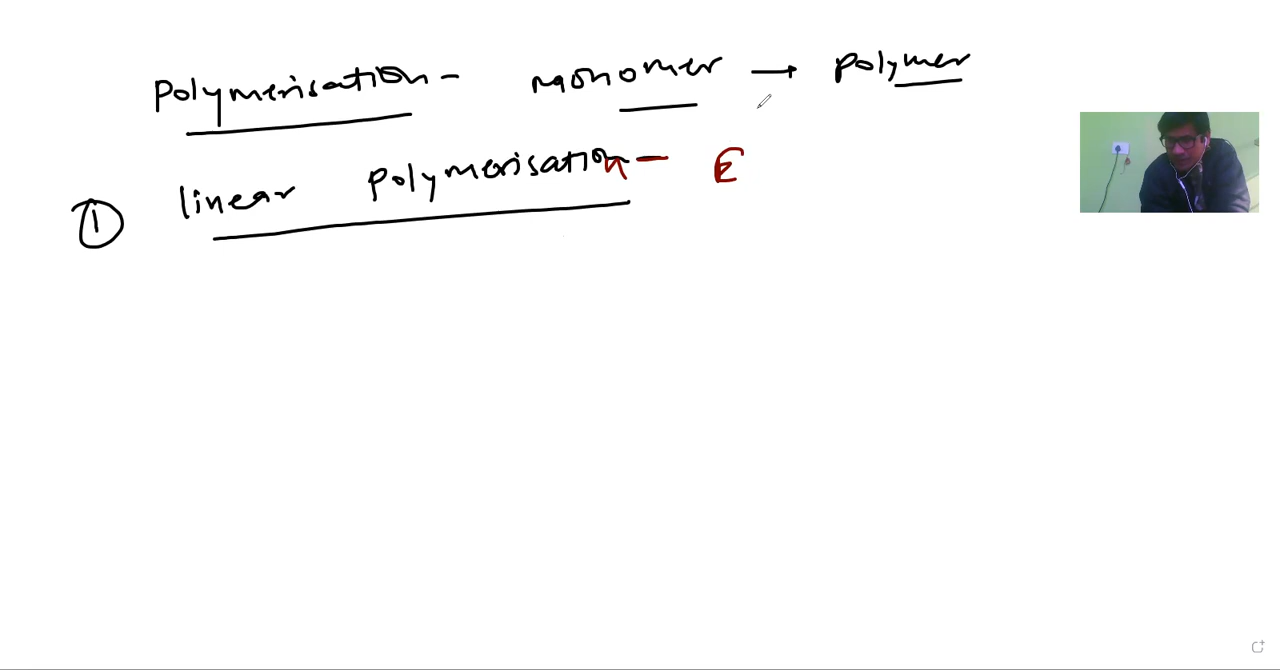 Polymerisation - Monomer → polymer
① linear polymerisation - E